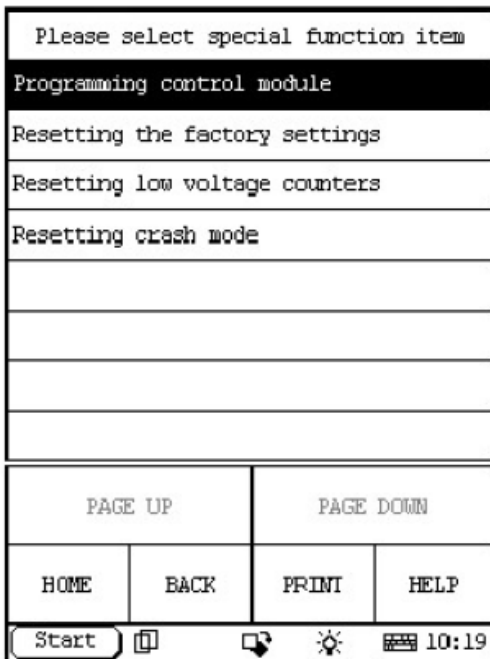 Please select special function item
Programming control module
Resetting the factory settings
Resetting low voltage counters
Resetting crash mode
PAGE UP PAGE DOWN
HOME BACK PRINT HELP
Start 10:19